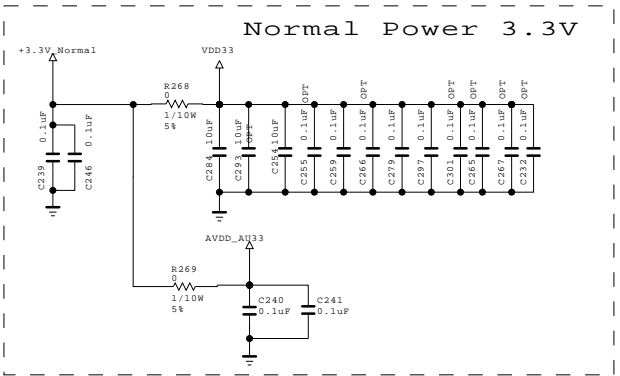 Normal Power 3.3V
+3.3V_Normal
VDD33
R268
0
1/10W
5%
C239
0.1uF
C246
0.1uF
C284
10uF
C293
10uF
OPT
C254
10uF
C255
0.1uF
OPT
C259
0.1uF
C266
0.1uF
OPT
C279
0.1uF
C297
0.1uF
C301
0.1uF
OPT
C265
0.1uF
OPT
C267
0.1uF
OPT
C232
0.1uF
OPT
AVDD_AU33
R269
0
1/10W
5%
C240
0.1uF
C241
0.1uF